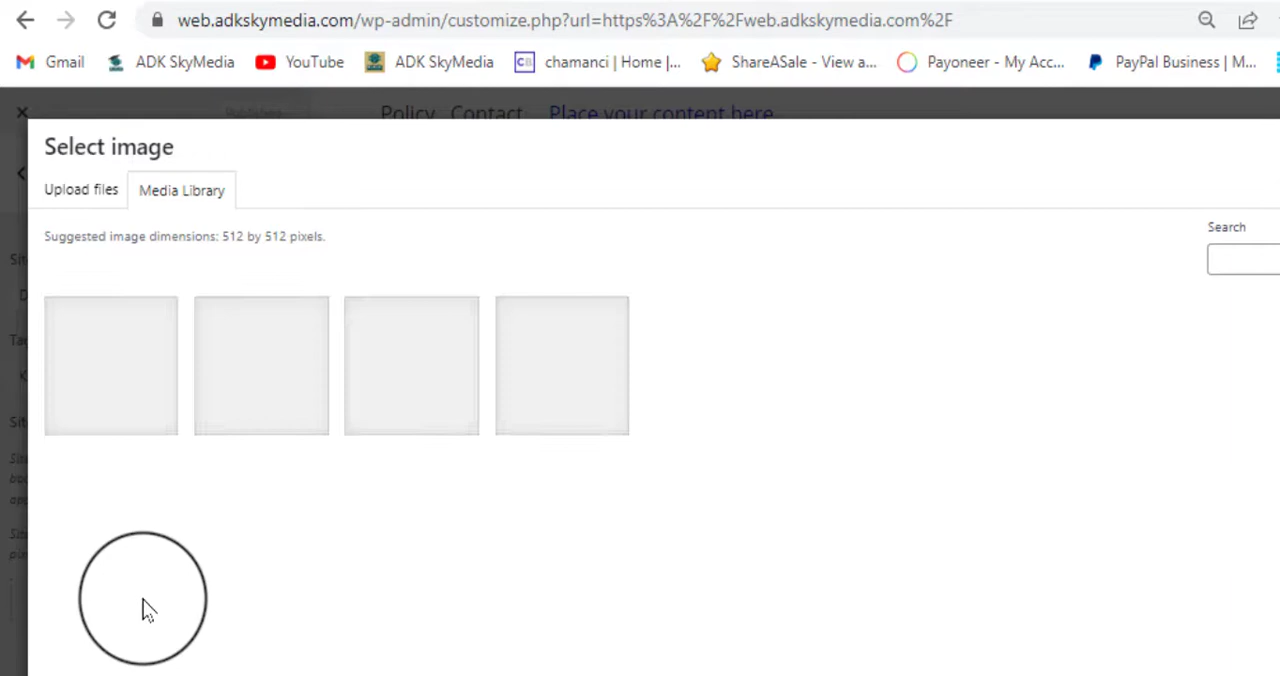 web.adkskymedia.com/wp-admin/customize.php?url=https%3A%2F%2Fweb.adkskymedia.com%2F
Gmail ADK SkyMedia YouTube ADK SkyMedia CB chamanci | Home |... ShareASale - View a... Payoneer - My Acc... PayPal Business | M...
Policy Contact Place your content here
Select image
Upload files Media Library
Suggested image dimensions: 512 by 512 pixels.
Search